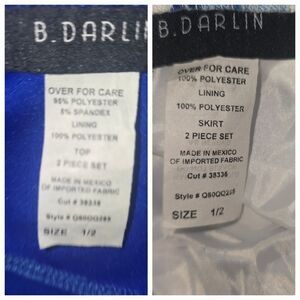 B. DARLIN
OVER FOR CARE
95% POLYESTER
5% SPANDEX
LINING
100% POLYESTER
TOP
2 PIECE SET
MADE IN MEXICO
OF IMPORTED FABRIC
Cut # 38336
SIZE 1/2
B. DARLIN
OVER FOR CARE
100% POLYESTER
LINING
100% POLYESTER
SKIRT
2 PIECE SET
MADE IN MEXICO
OF IMPORTED FABRIC
Cut # 38336
SIZE 1/2